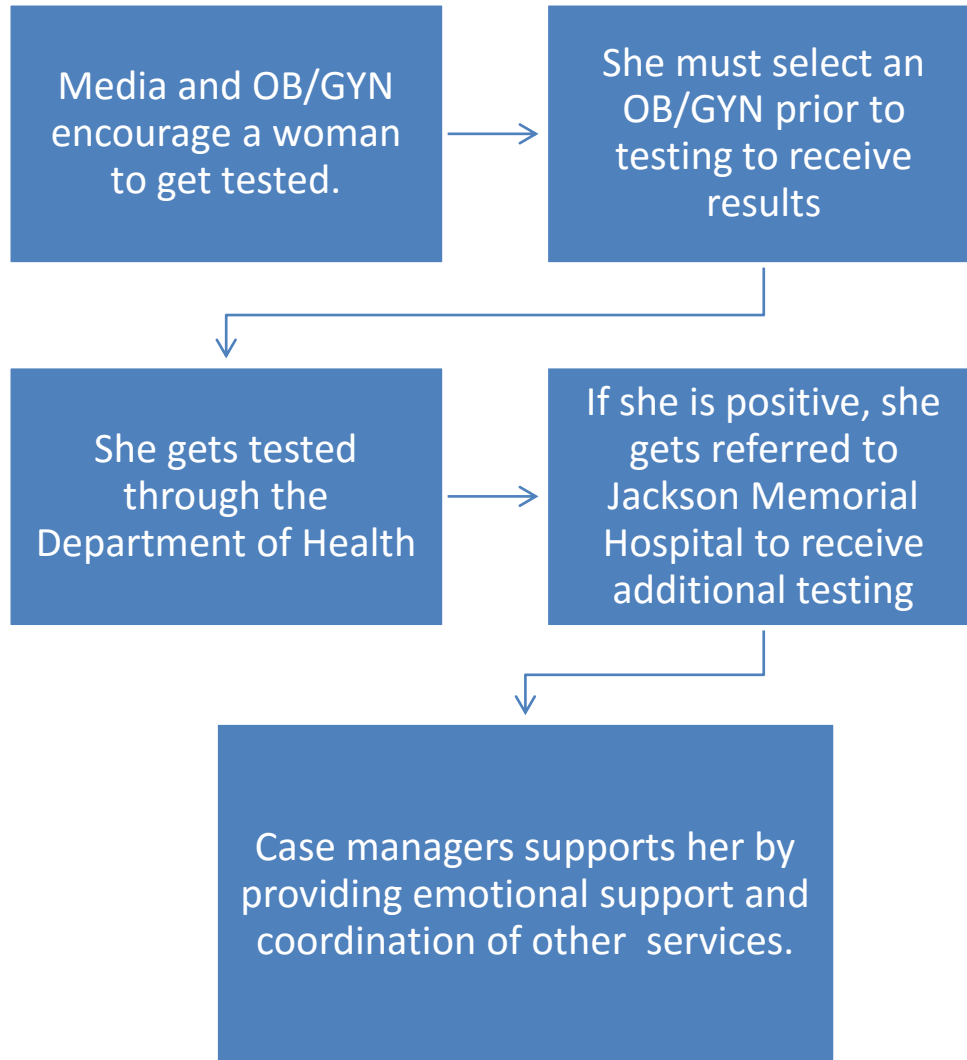 Media and OB/GYN
encourage a woman
to get tested.
She must select an
OB/GYN prior to
testing to receive
results
She gets tested
through the
Department of Health
If she is positive, she
gets referred to
Jackson Memorial
Hospital to receive
additional testing
Case managers supports her by
providing emotional support and
coordination of other  services.